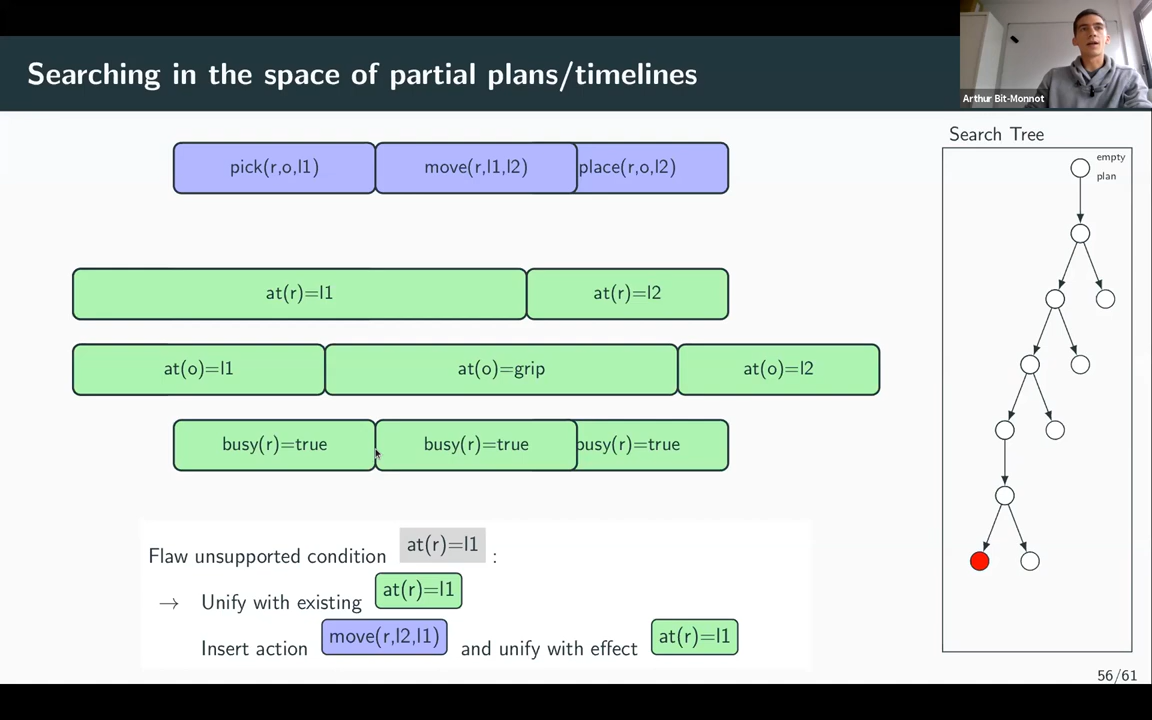 Searching in the space of partial plans/timelines
Arthur Bit-Monnot
Search Tree
empty
plan
pick(r,o,l1)
move(r,l1,l2)
place(r,o,l2)
at(r)=l1
at(r)=l2
at(o)=l1
at(o)=grip
at(o)=l2
busy(r)=true
busy(r)=true
busy(r)=true
Flaw unsupported condition at(r)=l1 :
→ Unify with existing at(r)=l1
Insert action move(r,l2,l1) and unify with effect at(r)=l1
56/61